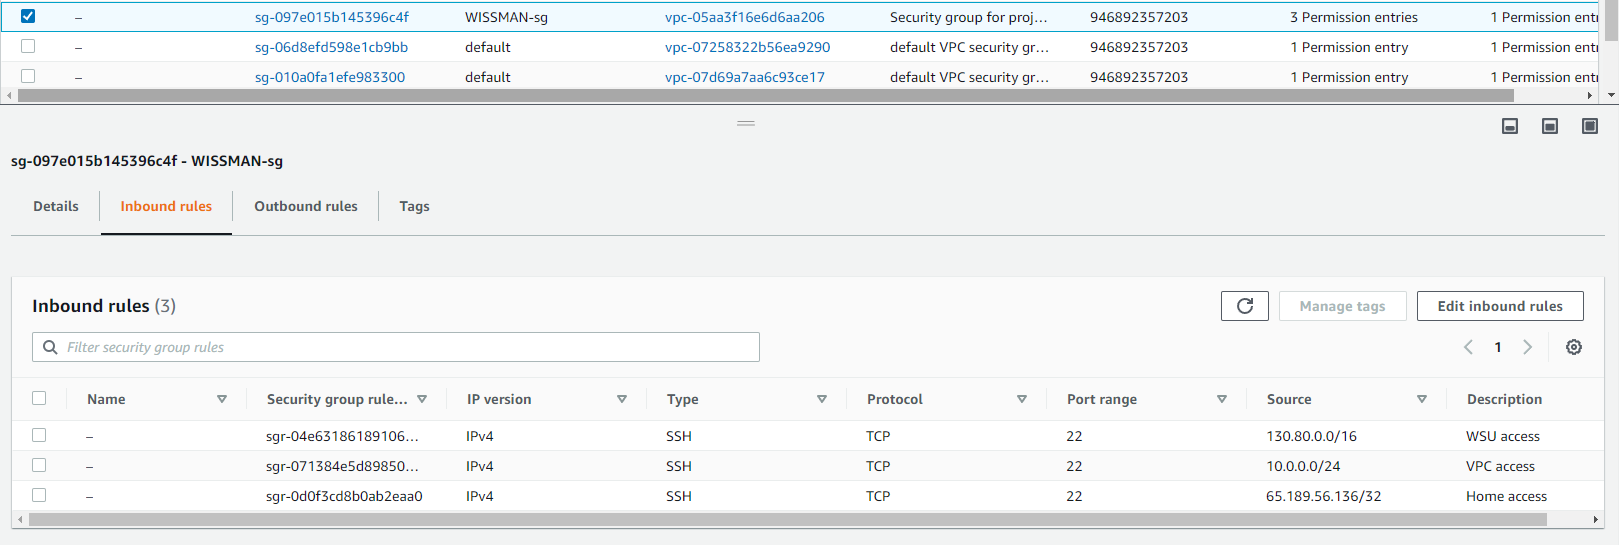 – sg-097e015b145396c4f WISSMAN-sg vpc-05aa3f16e6d6aa206 Security group for proj... 946892357203 3 Permission entries 1 Permission entr
– sg-06d8efd598e1cb9bb default vpc-07258322b56ea9290 default VPC security gr... 946892357203 1 Permission entry 1 Permission entr
– sg-010a0fa1efe983300 default vpc-07d69a7aa6c93ce17 default VPC security gr... 946892357203 1 Permission entry 1 Permission entr
sg-097e015b145396c4f - WISSMAN-sg
Details Inbound rules Outbound rules Tags
Inbound rules (3) Manage tags Edit inbound rules
Filter security group rules 1
Name Security group rule... IP version Type Protocol Port range Source Description
– sgr-04e63186189106... IPv4 SSH TCP 22 130.80.0.0/16 WSU access
– sgr-071384e5d89850... IPv4 SSH TCP 22 10.0.0.0/24 VPC access
– sgr-0d0f3cd8b0ab2eaa0 IPv4 SSH TCP 22 65.189.56.136/32 Home access